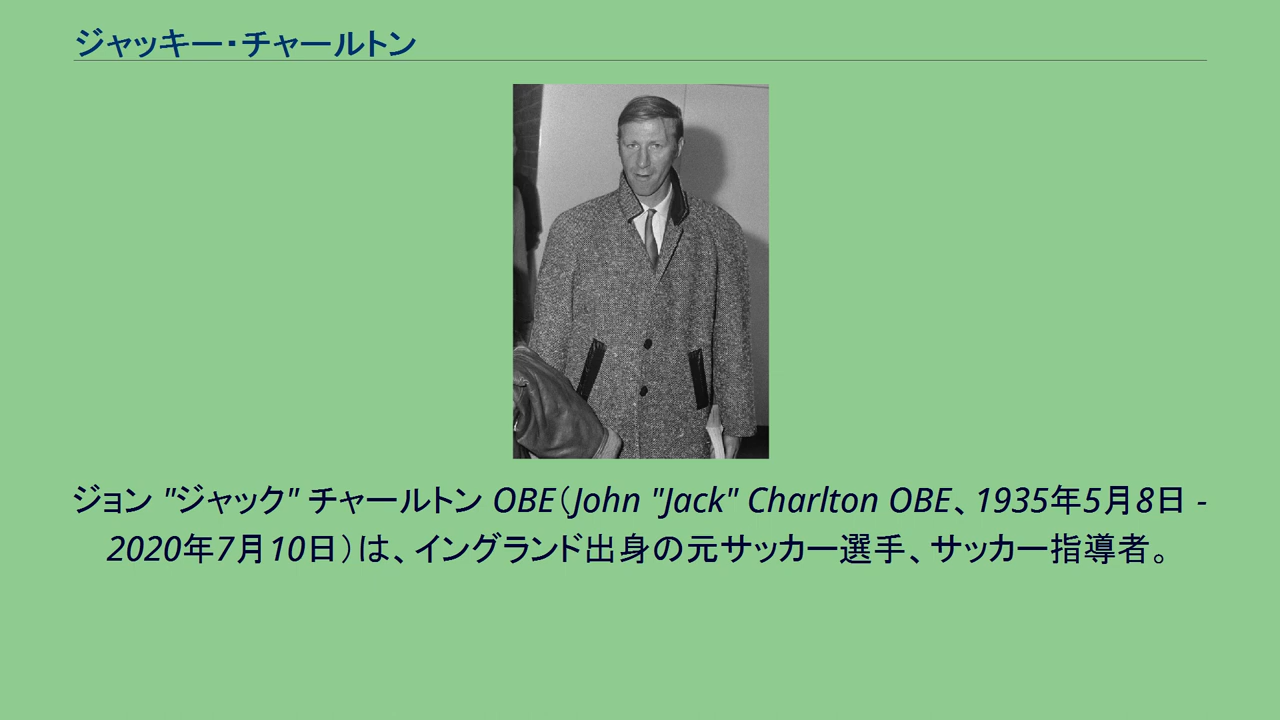 ジャッキー・チャールトン
ジョン "ジャック" チャールトン OBE（John "Jack" Charlton OBE、1935年5月8日 -
2020年7月10日）は、イングランド出身の元サッカー選手、サッカー指導者。